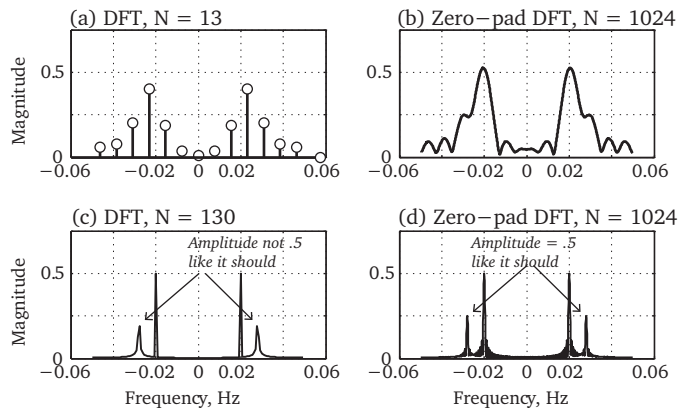 (a) DFT, N = 13
(b) Zero−pad DFT, N = 1024
Magnitude
0.5
0
−0.06
−0.02
0
0.02
0.06
0.5
0
−0.06
−0.02
0
0.02
0.06
(c) DFT, N = 130
(d) Zero−pad DFT, N = 1024
Magnitude
0.5
0
−0.06
−0.02
0
0.02
0.06
Amplitude not .5
like it should
Frequency, Hz
0.5
0
−0.06
−0.02
0
0.02
0.06
Amplitude = .5
like it should
Frequency, Hz